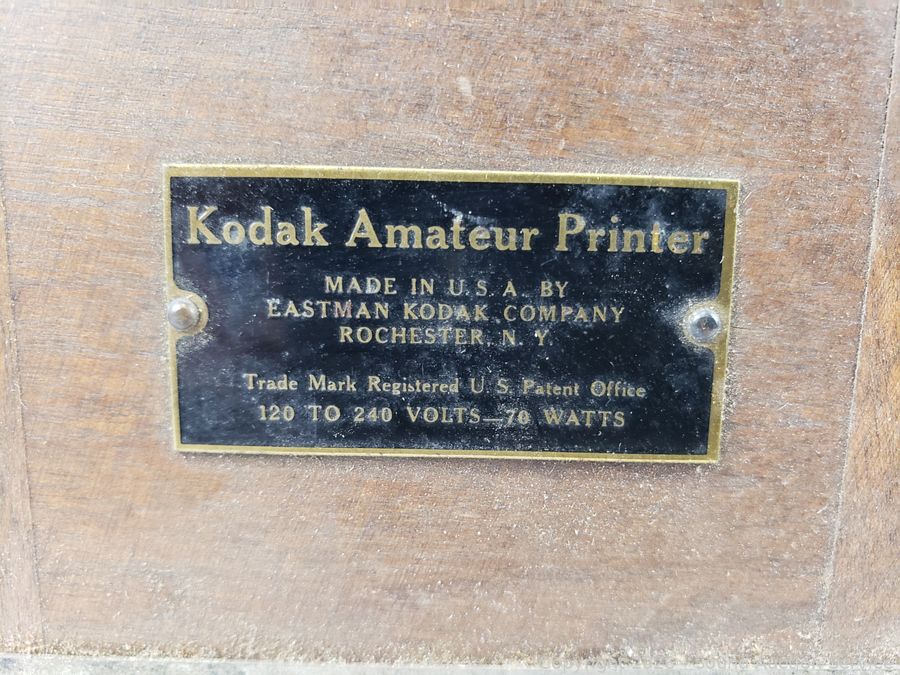 Kodak Amateur Printer
MADE IN U.S.A. BY
EASTMAN KODAK COMPANY
ROCHESTER, N. Y.
Trade Mark Registered U. S. Patent Office
120 TO 240 VOLTS—70 WATTS